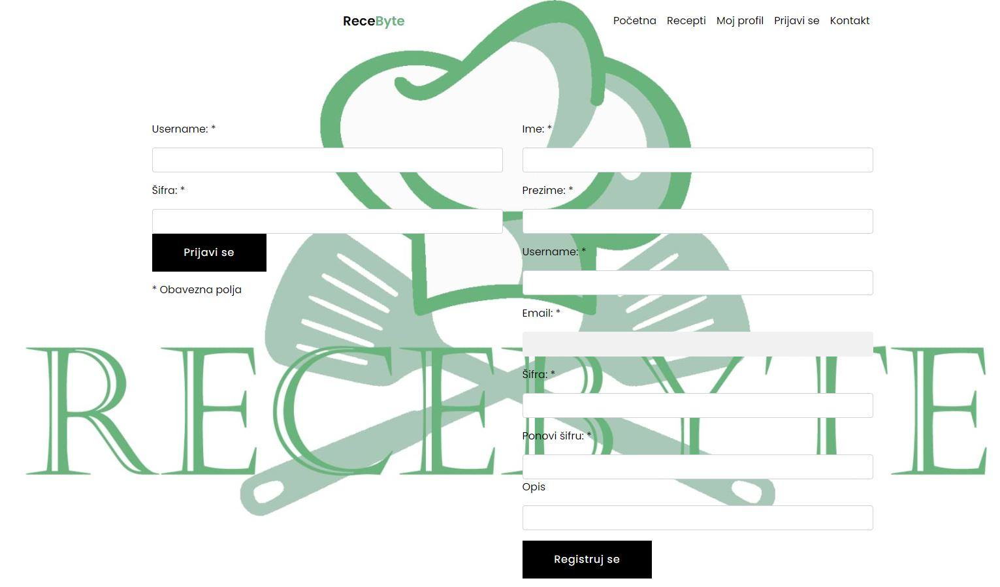 ReceByte
Početna Recepti Moj profil Prijavi se Kontakt
Username: *
Šifra: *
Prijavi se
* Obavezna polja
Ime: *
Prezime: *
Username: *
Email: *
Šifra: *
Ponovi šifru: *
Opis
Registruj se
RECEBYTE